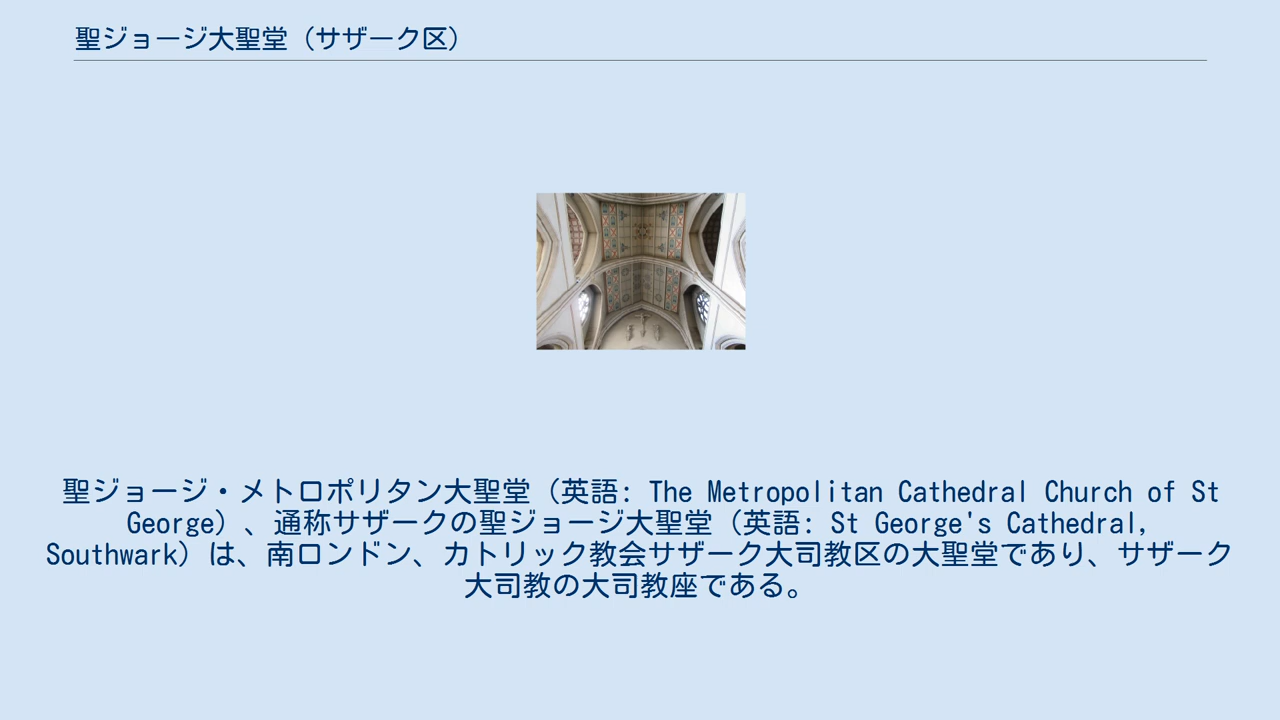 聖ジョージ大聖堂（サザーク区）
聖ジョージ・メトロポリタン大聖堂（英語: The Metropolitan Cathedral Church of St
George）、通称サザークの聖ジョージ大聖堂（英語: St George's Cathedral,
Southwark）は、南ロンドン、カトリック教会サザーク大司教区の大聖堂であり、サザーク
大司教の大司教座である。